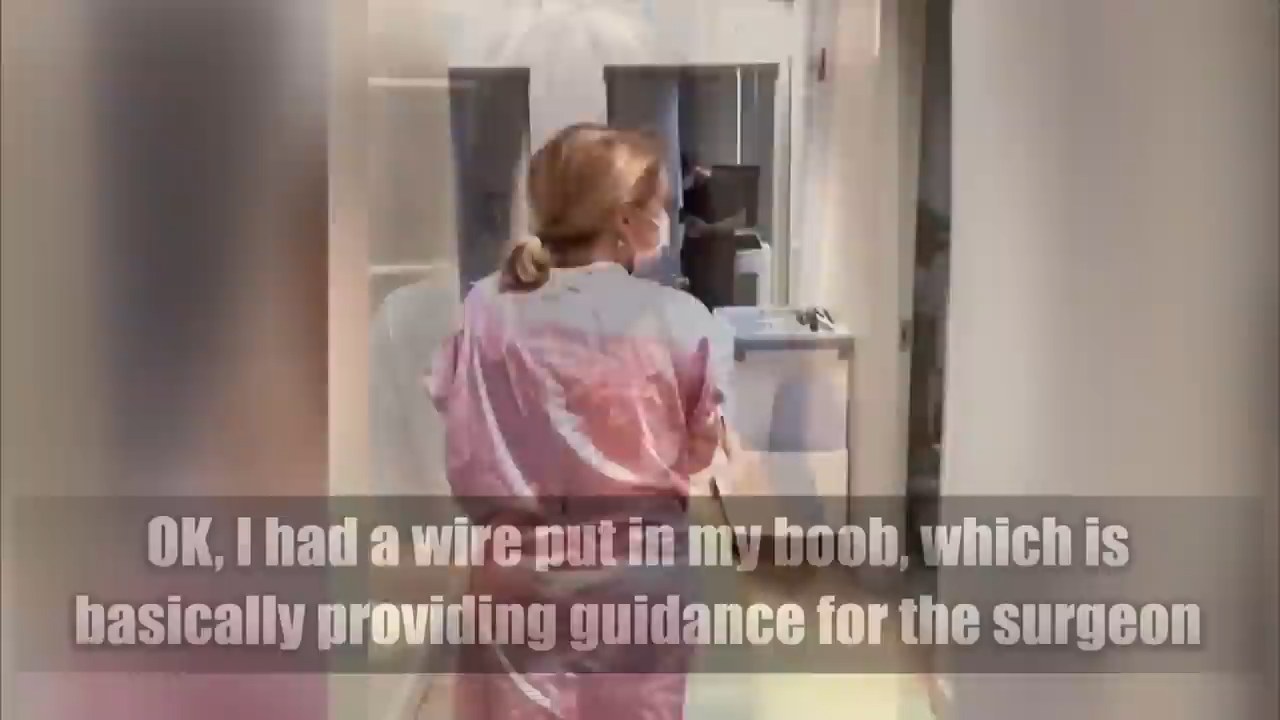 OK, I had a wire put in my boob, which is
basically providing guidance for the surgeon